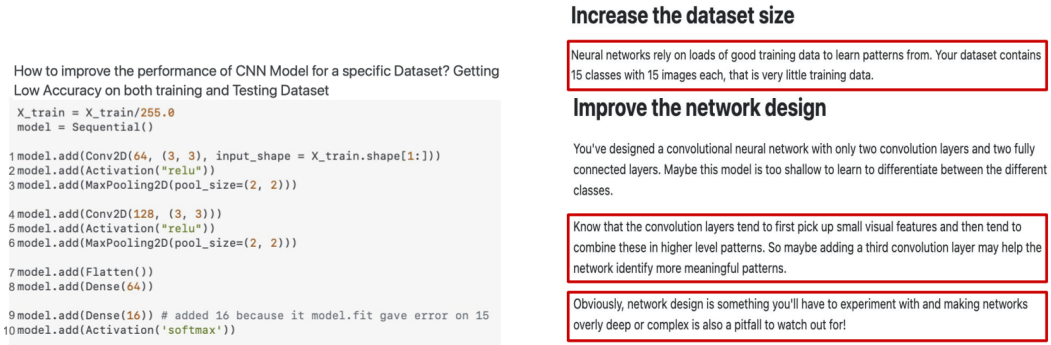 How to improve the performance of CNN Model for a specific Dataset? Getting
Low Accuracy on both training and Testing Dataset
X_train = X_train/255.0
model = Sequential()
1 model.add(Conv2D(64, (3, 3), input_shape = X_train.shape[1:]))
2 model.add(Activation("relu"))
3 model.add(MaxPooling2D(pool_size=(2, 2)))
4 model.add(Conv2D(128, (3, 3)))
5 model.add(Activation("relu"))
6 model.add(MaxPooling2D(pool_size=(2, 2)))
7 model.add(Flatten())
8 model.add(Dense(64))
9 model.add(Dense(16)) # added 16 because it model.fit gave error on 15
10 model.add(Activation('softmax'))
Increase the dataset size
Neural networks rely on loads of good training data to learn patterns from. Your dataset contains
15 classes with 15 images each, that is very little training data.
Improve the network design
You've designed a convolutional neural network with only two convolution layers and two fully
connected layers. Maybe this model is too shallow to learn to differentiate between the different
classes.
Know that the convolution layers tend to first pick up small visual features and then tend to
combine these in higher level patterns. So maybe adding a third convolution layer may help the
network identify more meaningful patterns.
Obviously, network design is something you'll have to experiment with and making networks
overly deep or complex is also a pitfall to watch out for!